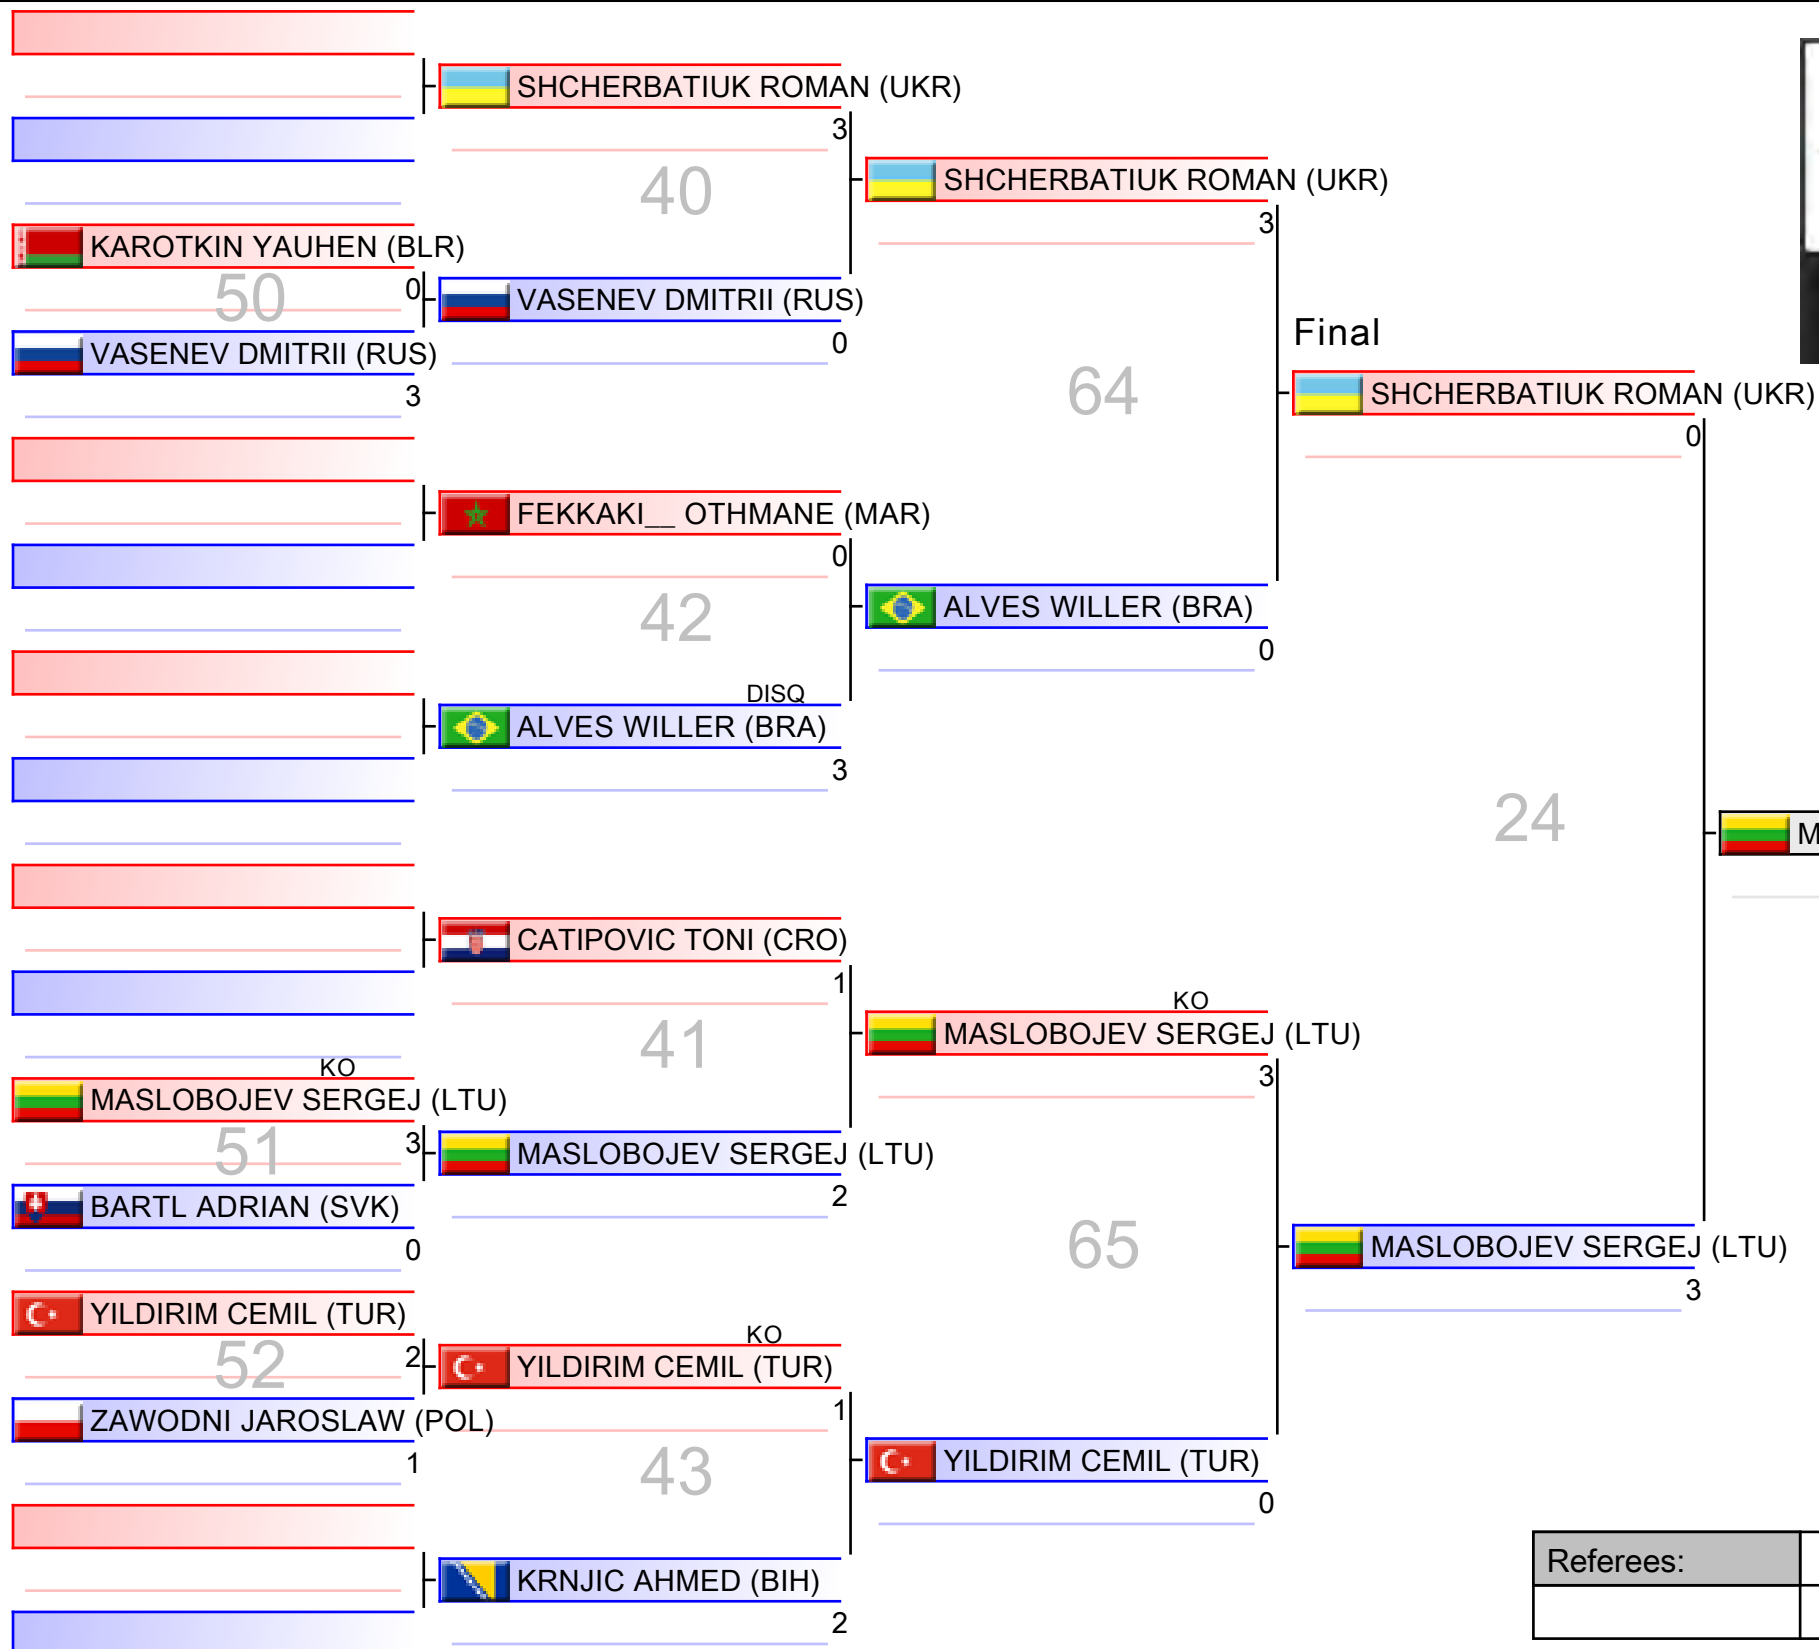 SHCHERBATIUK ROMAN (UKR)
3
40
SHCHERBATIUK ROMAN (UKR)
3
KAROTKIN YAUHEN (BLR)
0
50
VASENEV DMITRII (RUS)
0
VASENEV DMITRII (RUS)
3
Final
64
SHCHERBATIUK ROMAN (UKR)
0
FEKKAKI__ OTHMANE (MAR)
0
42
ALVES WILLER (BRA)
0
DISQ
ALVES WILLER (BRA)
3
24
M
CATIPOVIC TONI (CRO)
1
41
KO
MASLOBOJEV SERGEJ (LTU)
3
KO
MASLOBOJEV SERGEJ (LTU)
3
51
MASLOBOJEV SERGEJ (LTU)
2
BARTL ADRIAN (SVK)
0
65
MASLOBOJEV SERGEJ (LTU)
3
YILDIRIM CEMIL (TUR)
2
52
KO
YILDIRIM CEMIL (TUR)
1
ZAWODNI JAROSLAW (POL)
1
43
YILDIRIM CEMIL (TUR)
0
KRNJIC AHMED (BIH)
2
Referees: